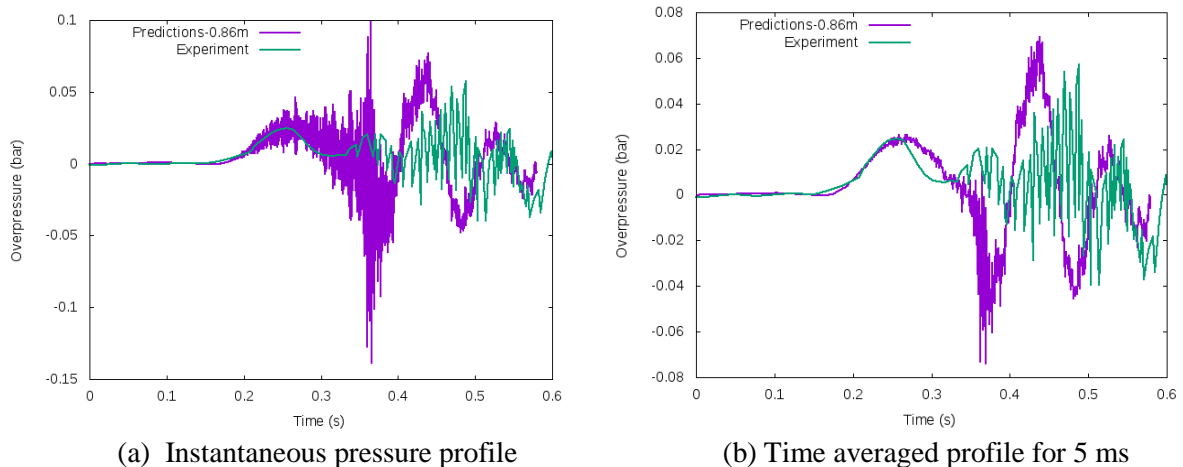 0.1
0.05
0
-0.05
-0.1
-0.15
Overpressure (bar)
Predictions-0.86m
Experiment
0 0.1 0.2 0.3 0.4 0.5 0.6
Time (s)
(a) Instantaneous pressure profile
0.08
0.06
0.04
0.02
0
-0.02
-0.04
-0.06
-0.08
Overpressure (bar)
Predictions-0.86m
Experiment
0 0.1 0.2 0.3 0.4 0.5 0.6
Time (s)
(b) Time averaged profile for 5 ms